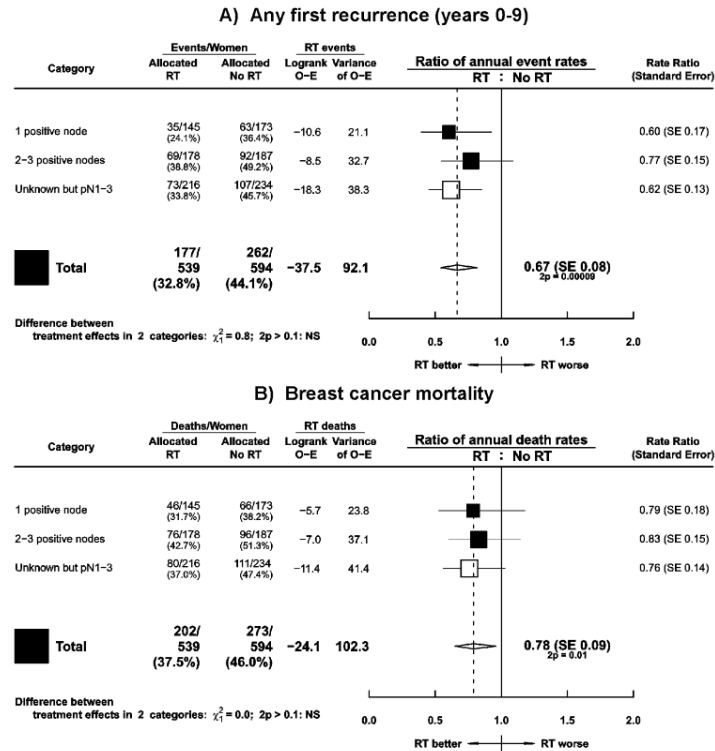 A) Any first recurrence (years 0-9)
Events/Women RT events
Category Allocated RT Allocated No RT Logrank O−E Variance of O−E Ratio of annual event rates RT : No RT Rate Ratio (Standard Error)
1 positive node 35/145 63/173 −10.6 21.1 0.60 (SE 0.17)
(24.1%) (36.4%)
2−3 positive nodes 69/178 92/187 −8.5 32.7 0.77 (SE 0.15)
(38.8%) (49.2%)
Unknown but pN1−3 73/216 107/234 −18.3 38.3 0.62 (SE 0.13)
(33.8%) (45.7%)
177/ 262/
Total 539 594 −37.5 92.1 0.67 (SE 0.08)
(32.8%) (44.1%) 2p = 0.00009
Difference between
treatment effects in 2 categories: χ²₁ = 0.8; 2p > 0.1: NS
0.0 0.5 1.0 1.5 2.0
RT better RT worse
B) Breast cancer mortality
Deaths/Women RT deaths
Category Allocated RT Allocated No RT Logrank O−E Variance of O−E Ratio of annual death rates RT : No RT Rate Ratio (Standard Error)
1 positive node 46/145 66/173 −5.7 23.8 0.79 (SE 0.18)
(31.7%) (38.2%)
2−3 positive nodes 76/178 96/187 −7.0 37.1 0.83 (SE 0.15)
(42.7%) (51.3%)
Unknown but pN1−3 80/216 111/234 −11.4 41.4 0.76 (SE 0.14)
(37.0%) (47.4%)
202/ 273/
Total 539 594 −24.1 102.3 0.78 (SE 0.09)
(37.5%) (46.0%) 2p = 0.01
Difference between
treatment effects in 2 categories: χ²₁ = 0.0; 2p > 0.1: NS
0.0 0.5 1.0 1.5 2.0
RT better RT worse